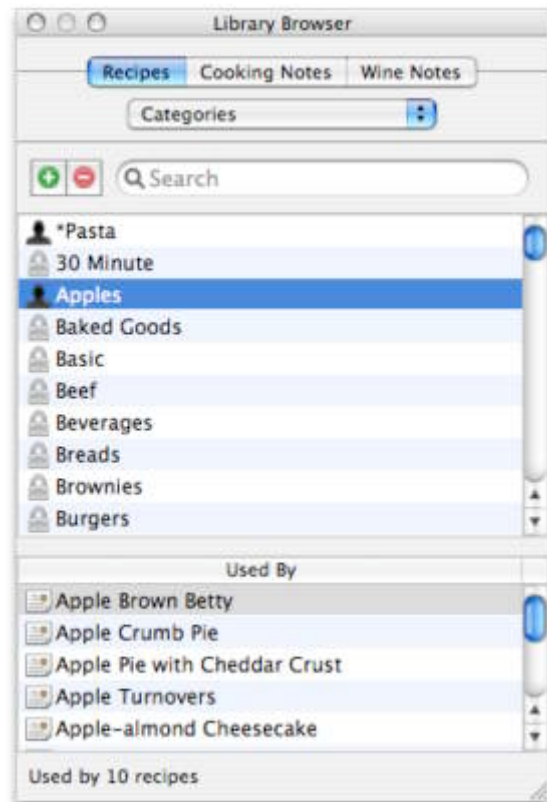 Library Browser
Recipes Cooking Notes Wine Notes
Categories
Search
*Pasta
30 Minute
Apples
Baked Goods
Basic
Beef
Beverages
Breads
Brownies
Burgers
Used By
Apple Brown Betty
Apple Crumb Pie
Apple Pie with Cheddar Crust
Apple Turnovers
Apple-almond Cheesecake
Used by 10 recipes